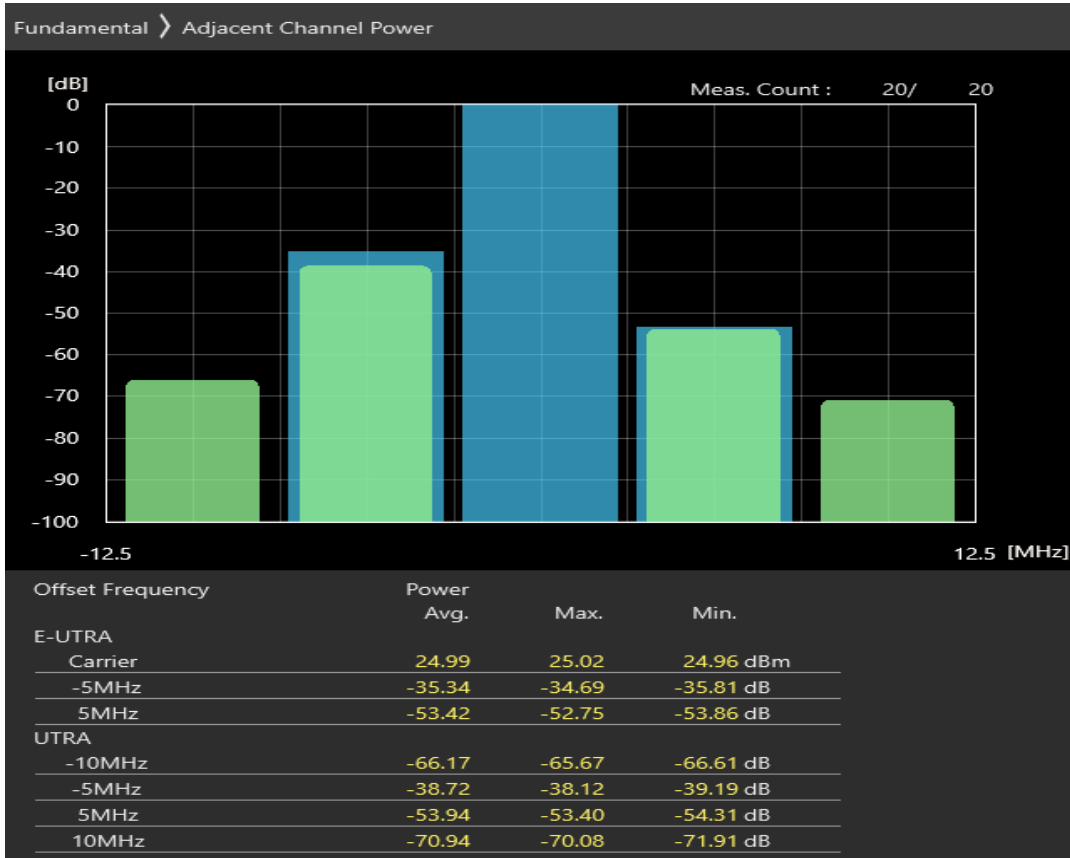 Fundamental 〉 Adjacent Channel Power
[dB]
Meas. Count : 20/ 20
0
-10
-20
-30
-40
-50
-60
-70
-80
-90
-100
-12.5 12.5 [MHz]
Offset Frequency Power
Avg. Max. Min.
E-UTRA
Carrier 24.99 25.02 24.96 dBm
-5MHz -35.34 -34.69 -35.81 dB
5MHz -53.42 -52.75 -53.86 dB
UTRA
-10MHz -66.17 -65.67 -66.61 dB
-5MHz -38.72 -38.12 -39.19 dB
5MHz -53.94 -53.40 -54.31 dB
10MHz -70.94 -70.08 -71.91 dB